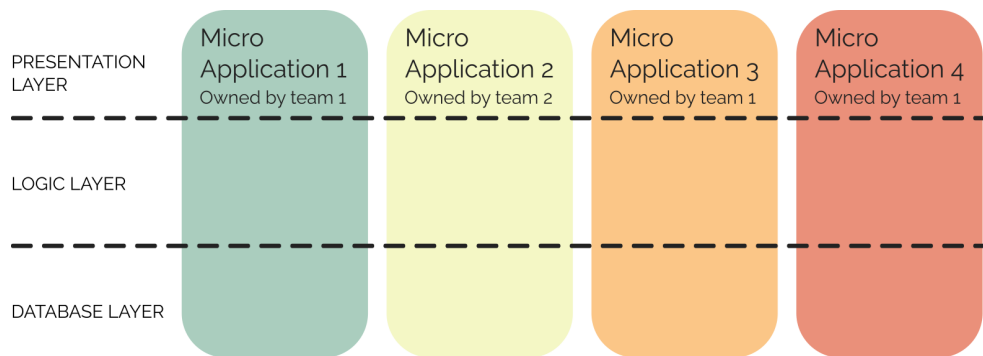 PRESENTATION
LAYER
Micro
Application 1
Owned by team 1
Micro
Application 2
Owned by team 2
Micro
Application 3
Owned by team 1
Micro
Application 4
Owned by team 1
LOGIC LAYER
DATABASE LAYER